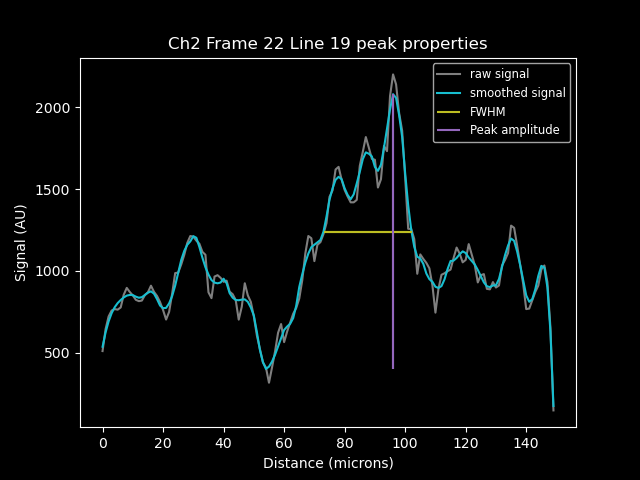 Ch2 Frame 22 Line 19 peak properties
raw signal
smoothed signal
FWHM
Peak amplitude
Signal (AU)
2000
1500
1000
500
0 20 40 60 80 100 120 140
Distance (microns)